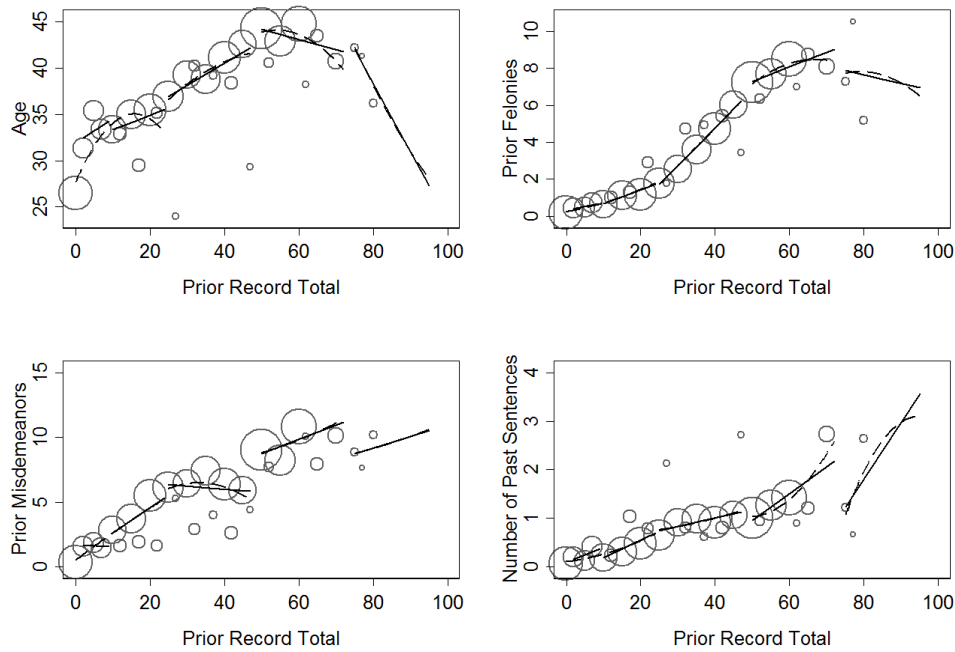 Age
25 30 35 40 45
0 20 40 60 80 100
Prior Record Total
Prior Felonies
0 2 4 6 8 10
0 20 40 60 80 100
Prior Record Total
Prior Misdemeanors
0 5 10 15
0 20 40 60 80 100
Prior Record Total
Number of Past Sentences
0 1 2 3 4
0 20 40 60 80 100
Prior Record Total